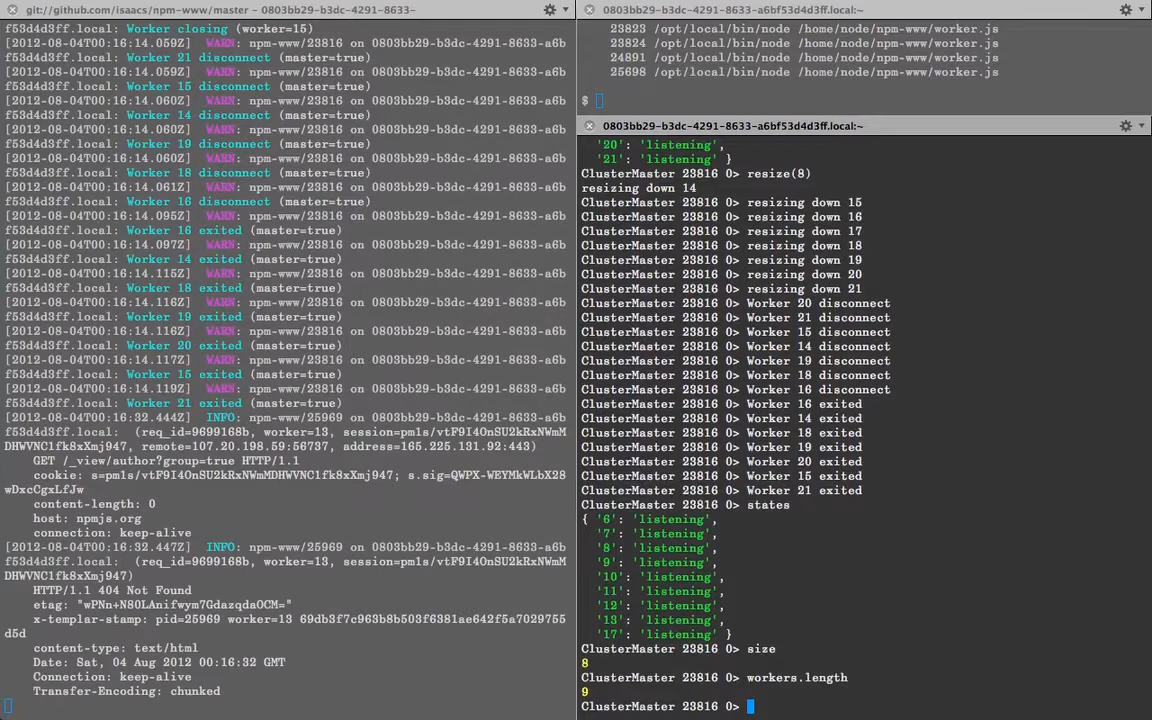 git://github.com/isaacs/npm-www/master ~ 0803bb29-b3dc-4291-8633-
f53d4d3ff.local: Worker closing (worker=15)
[2012-08-04T00:16:14.059Z]  WARN: npm-www/23816 on 0803bb29-b3dc-4291-8633-a6b
f53d4d3ff.local: Worker 21 disconnect (master=true)
[2012-08-04T00:16:14.059Z]  WARN: npm-www/23816 on 0803bb29-b3dc-4291-8633-a6b
f53d4d3ff.local: Worker 15 disconnect (master=true)
[2012-08-04T00:16:14.060Z]  WARN: npm-www/23816 on 0803bb29-b3dc-4291-8633-a6b
f53d4d3ff.local: Worker 14 disconnect (master=true)
[2012-08-04T00:16:14.060Z]  WARN: npm-www/23816 on 0803bb29-b3dc-4291-8633-a6b
f53d4d3ff.local: Worker 19 disconnect (master=true)
[2012-08-04T00:16:14.060Z]  WARN: npm-www/23816 on 0803bb29-b3dc-4291-8633-a6b
f53d4d3ff.local: Worker 18 disconnect (master=true)
[2012-08-04T00:16:14.061Z]  WARN: npm-www/23816 on 0803bb29-b3dc-4291-8633-a6b
f53d4d3ff.local: Worker 16 disconnect (master=true)
[2012-08-04T00:16:14.095Z]  WARN: npm-www/23816 on 0803bb29-b3dc-4291-8633-a6b
f53d4d3ff.local: Worker 16 exited (master=true)
[2012-08-04T00:16:14.097Z]  WARN: npm-www/23816 on 0803bb29-b3dc-4291-8633-a6b
f53d4d3ff.local: Worker 14 exited (master=true)
[2012-08-04T00:16:14.115Z]  WARN: npm-www/23816 on 0803bb29-b3dc-4291-8633-a6b
f53d4d3ff.local: Worker 18 exited (master=true)
[2012-08-04T00:16:14.116Z]  WARN: npm-www/23816 on 0803bb29-b3dc-4291-8633-a6b
f53d4d3ff.local: Worker 19 exited (master=true)
[2012-08-04T00:16:14.116Z]  WARN: npm-www/23816 on 0803bb29-b3dc-4291-8633-a6b
f53d4d3ff.local: Worker 20 exited (master=true)
[2012-08-04T00:16:14.117Z]  WARN: npm-www/23816 on 0803bb29-b3dc-4291-8633-a6b
f53d4d3ff.local: Worker 15 exited (master=true)
[2012-08-04T00:16:14.119Z]  WARN: npm-www/23816 on 0803bb29-b3dc-4291-8633-a6b
f53d4d3ff.local: Worker 21 exited (master=true)
[2012-08-04T00:16:32.444Z]  INFO: npm-www/25969 on 0803bb29-b3dc-4291-8633-a6b
f53d4d3ff.local:  (req_id=9699168b, worker=13, session=pm1s/vtF9I4OnSU2kRxNWmM
DHWVNC1fk8xXmj947, remote=107.20.198.59:56737, address=165.225.131.92:443)
GET /_view/author?group=true HTTP/1.1
cookie: s=pm1s/vtF9I4OnSU2kRxNWmMDHWVNC1fk8xXmj947; s.sig=QWPX-WEYMkWLbX28
wDxcCgxLfJw
content-length: 0
host: npmjs.org
connection: keep-alive
[2012-08-04T00:16:32.447Z]  INFO: npm-www/25969 on 0803bb29-b3dc-4291-8633-a6b
f53d4d3ff.local:  (req_id=9699168b, worker=13, session=pm1s/vtF9I4OnSU2kRxNWmM
DHWVNC1fk8xXmj947)
HTTP/1.1 404 Not Found
etag: "wPNn+N8OLAnifwym7GdazqdaOCM="
x-templar-stamp: pid=25969 worker=13 69db3f7c963b8b503f6381ae642f5a7029755
d5d
content-type: text/html
Date: Sat, 04 Aug 2012 00:16:32 GMT
Connection: keep-alive
Transfer-Encoding: chunked
0803bb29-b3dc-4291-8633-a6bf53d4d3ff.local:~
23823 /opt/local/bin/node /home/node/npm-www/worker.js
23824 /opt/local/bin/node /home/node/npm-www/worker.js
24891 /opt/local/bin/node /home/node/npm-www/worker.js
25698 /opt/local/bin/node /home/node/npm-www/worker.js
$
0803bb29-b3dc-4291-8633-a6bf53d4d3ff.local:~
'20': 'listening',
'21': 'listening' }
ClusterMaster 23816 0> resize(8)
resizing down 14
ClusterMaster 23816 0> resizing down 15
ClusterMaster 23816 0> resizing down 16
ClusterMaster 23816 0> resizing down 17
ClusterMaster 23816 0> resizing down 18
ClusterMaster 23816 0> resizing down 19
ClusterMaster 23816 0> resizing down 20
ClusterMaster 23816 0> resizing down 21
ClusterMaster 23816 0> Worker 20 disconnect
ClusterMaster 23816 0> Worker 21 disconnect
ClusterMaster 23816 0> Worker 15 disconnect
ClusterMaster 23816 0> Worker 14 disconnect
ClusterMaster 23816 0> Worker 19 disconnect
ClusterMaster 23816 0> Worker 18 disconnect
ClusterMaster 23816 0> Worker 16 disconnect
ClusterMaster 23816 0> Worker 16 exited
ClusterMaster 23816 0> Worker 14 exited
ClusterMaster 23816 0> Worker 18 exited
ClusterMaster 23816 0> Worker 19 exited
ClusterMaster 23816 0> Worker 20 exited
ClusterMaster 23816 0> Worker 15 exited
ClusterMaster 23816 0> Worker 21 exited
ClusterMaster 23816 0> states
{ '6': 'listening',
'7': 'listening',
'8': 'listening',
'9': 'listening',
'10': 'listening',
'11': 'listening',
'12': 'listening',
'13': 'listening',
'17': 'listening' }
ClusterMaster 23816 0> size
8
ClusterMaster 23816 0> workers.length
9
ClusterMaster 23816 0>